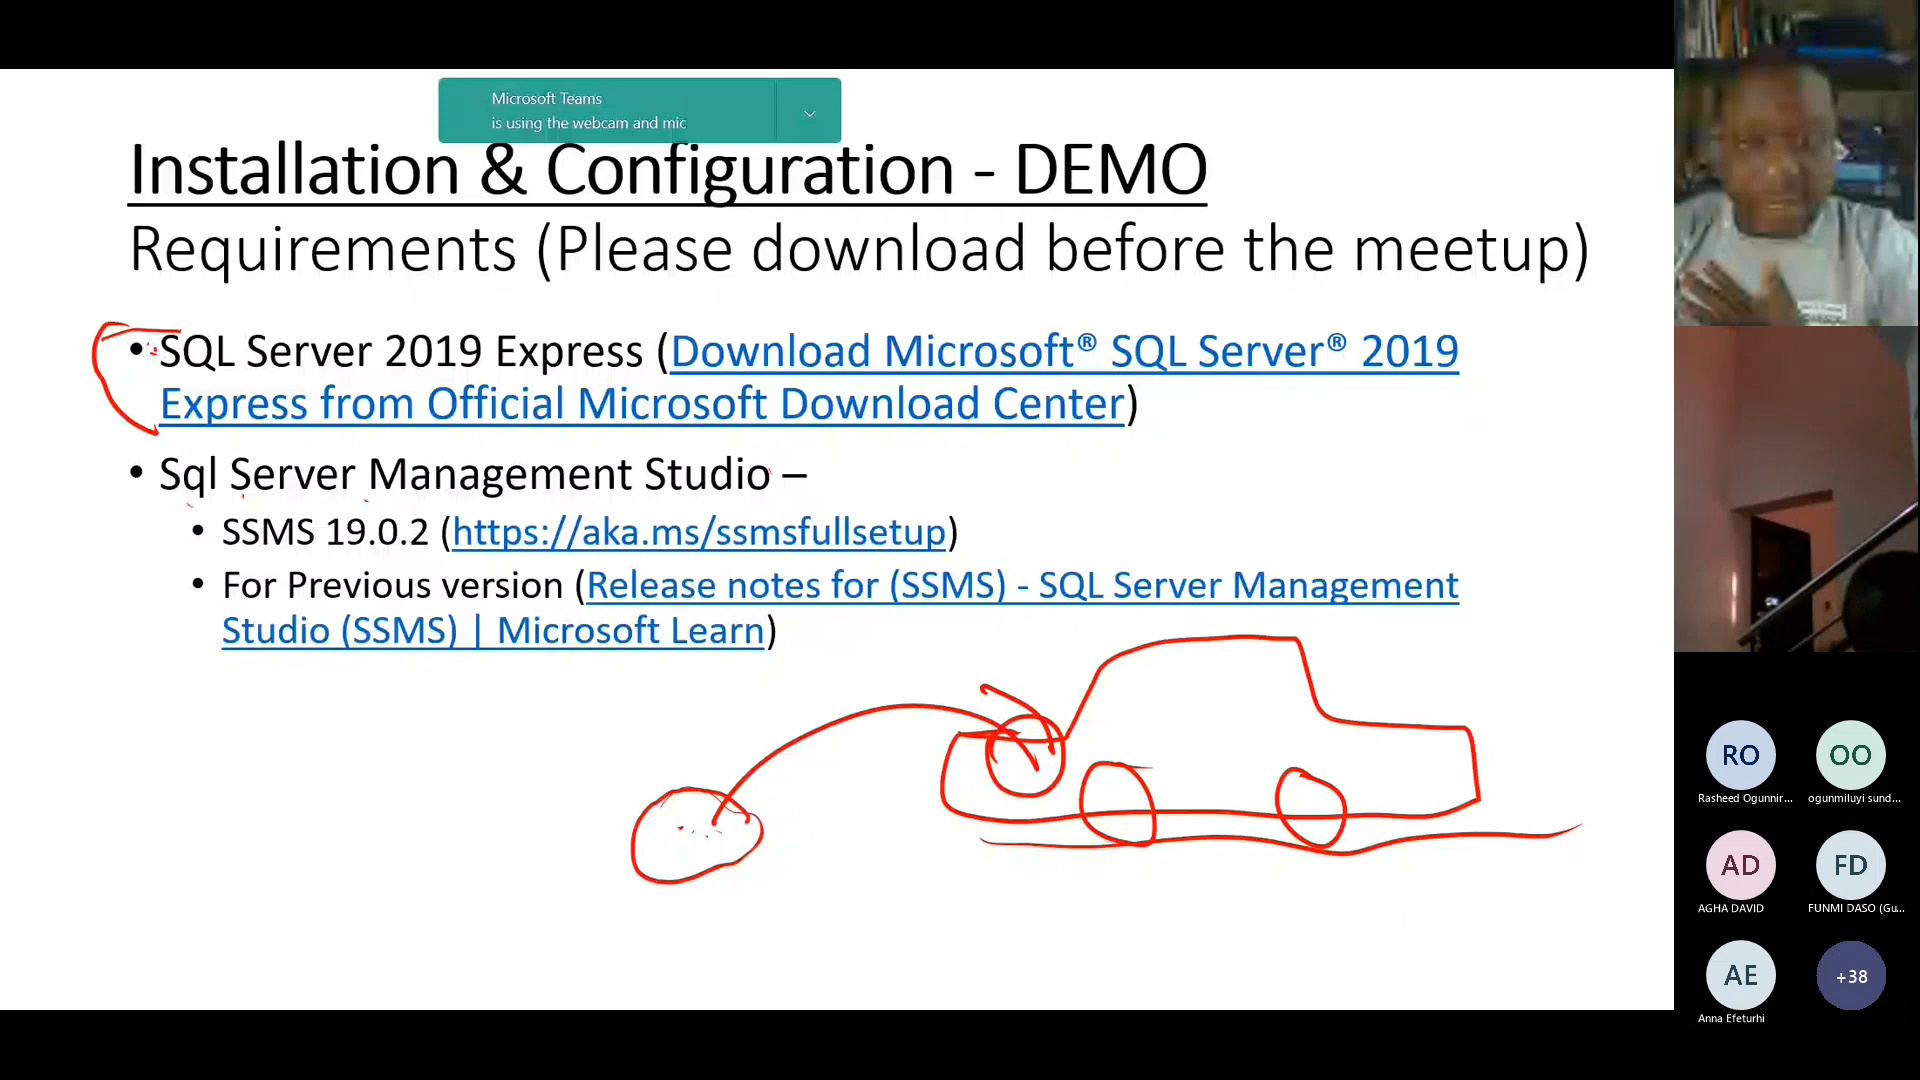 Microsoft Teams
is using the webcam and mic
Installation & Configuration - DEMO
Requirements (Please download before the meetup)
• SQL Server 2019 Express (Download Microsoft® SQL Server® 2019
Express from Official Microsoft Download Center)
• Sql Server Management Studio –
• SSMS 19.0.2 (https://aka.ms/ssmsfullsetup)
• For Previous version (Release notes for (SSMS) - SQL Server Management
Studio (SSMS) | Microsoft Learn)
RO
OO
Rasheed Ogunnir...
ogunmiluyi sund...
AD
FD
AGHA DAVID
FUNMI DASO (Gu...
AE
+38
Anna Efeturhi